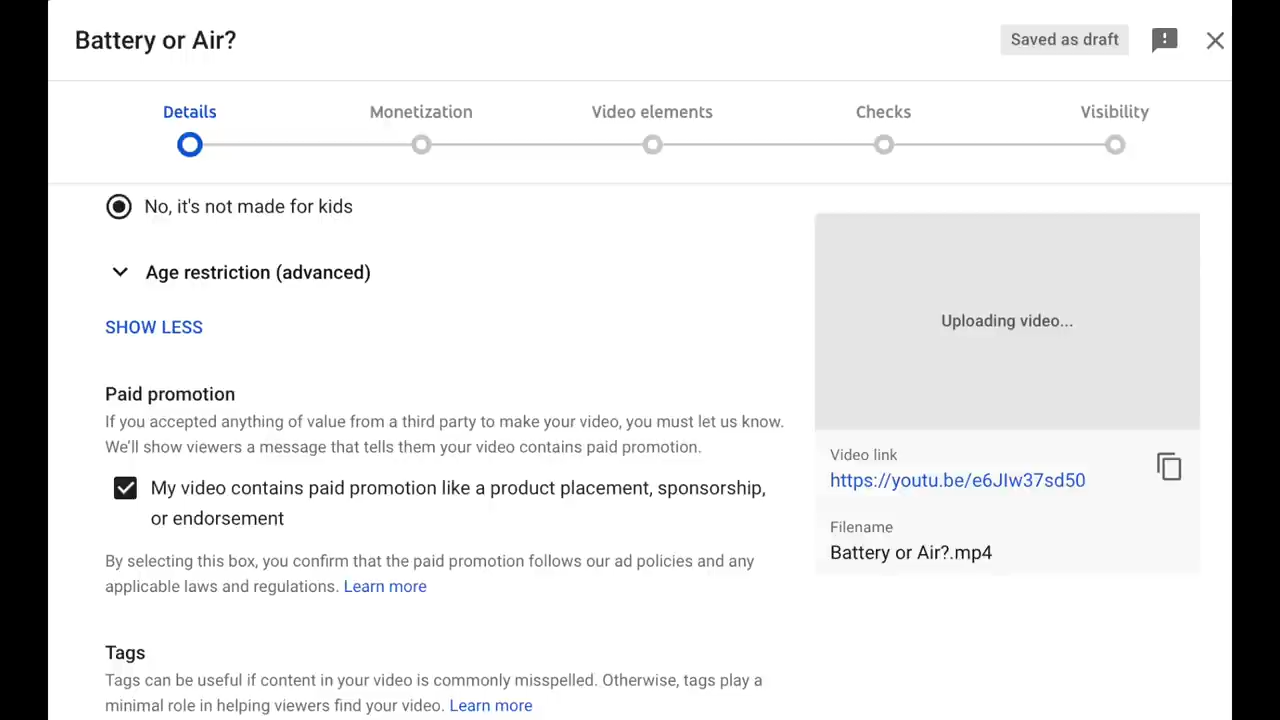 Battery or Air?
Saved as draft
Details
Monetization
Video elements
Checks
Visibility
No, it's not made for kids
Age restriction (advanced)
SHOW LESS
Paid promotion
If you accepted anything of value from a third party to make your video, you must let us know.
We'll show viewers a message that tells them your video contains paid promotion.
My video contains paid promotion like a product placement, sponsorship,
or endorsement
By selecting this box, you confirm that the paid promotion follows our ad policies and any
applicable laws and regulations. Learn more
Tags
Tags can be useful if content in your video is commonly misspelled. Otherwise, tags play a
minimal role in helping viewers find your video. Learn more
Uploading video...
Video link
https://youtu.be/e6JIw37sd50
Filename
Battery or Air?.mp4